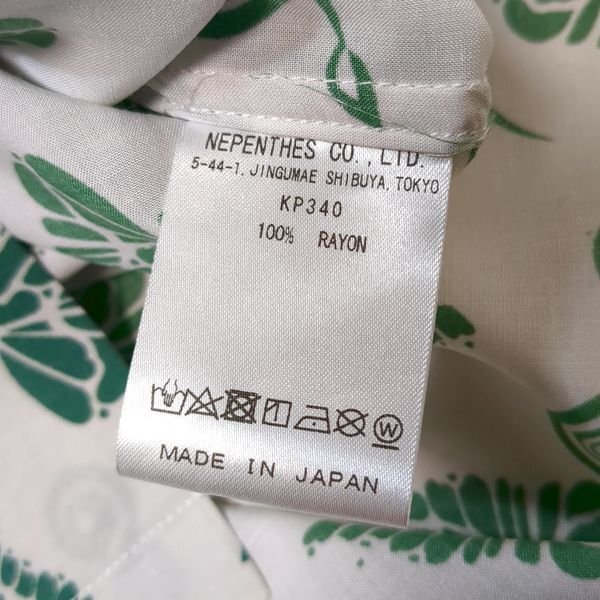 NEPENTHES CO.,LTD.
5-44-1, JINGUMAE SHIBUYA, TOKYO
KP340
100% RAYON
W
MADE IN JAPAN